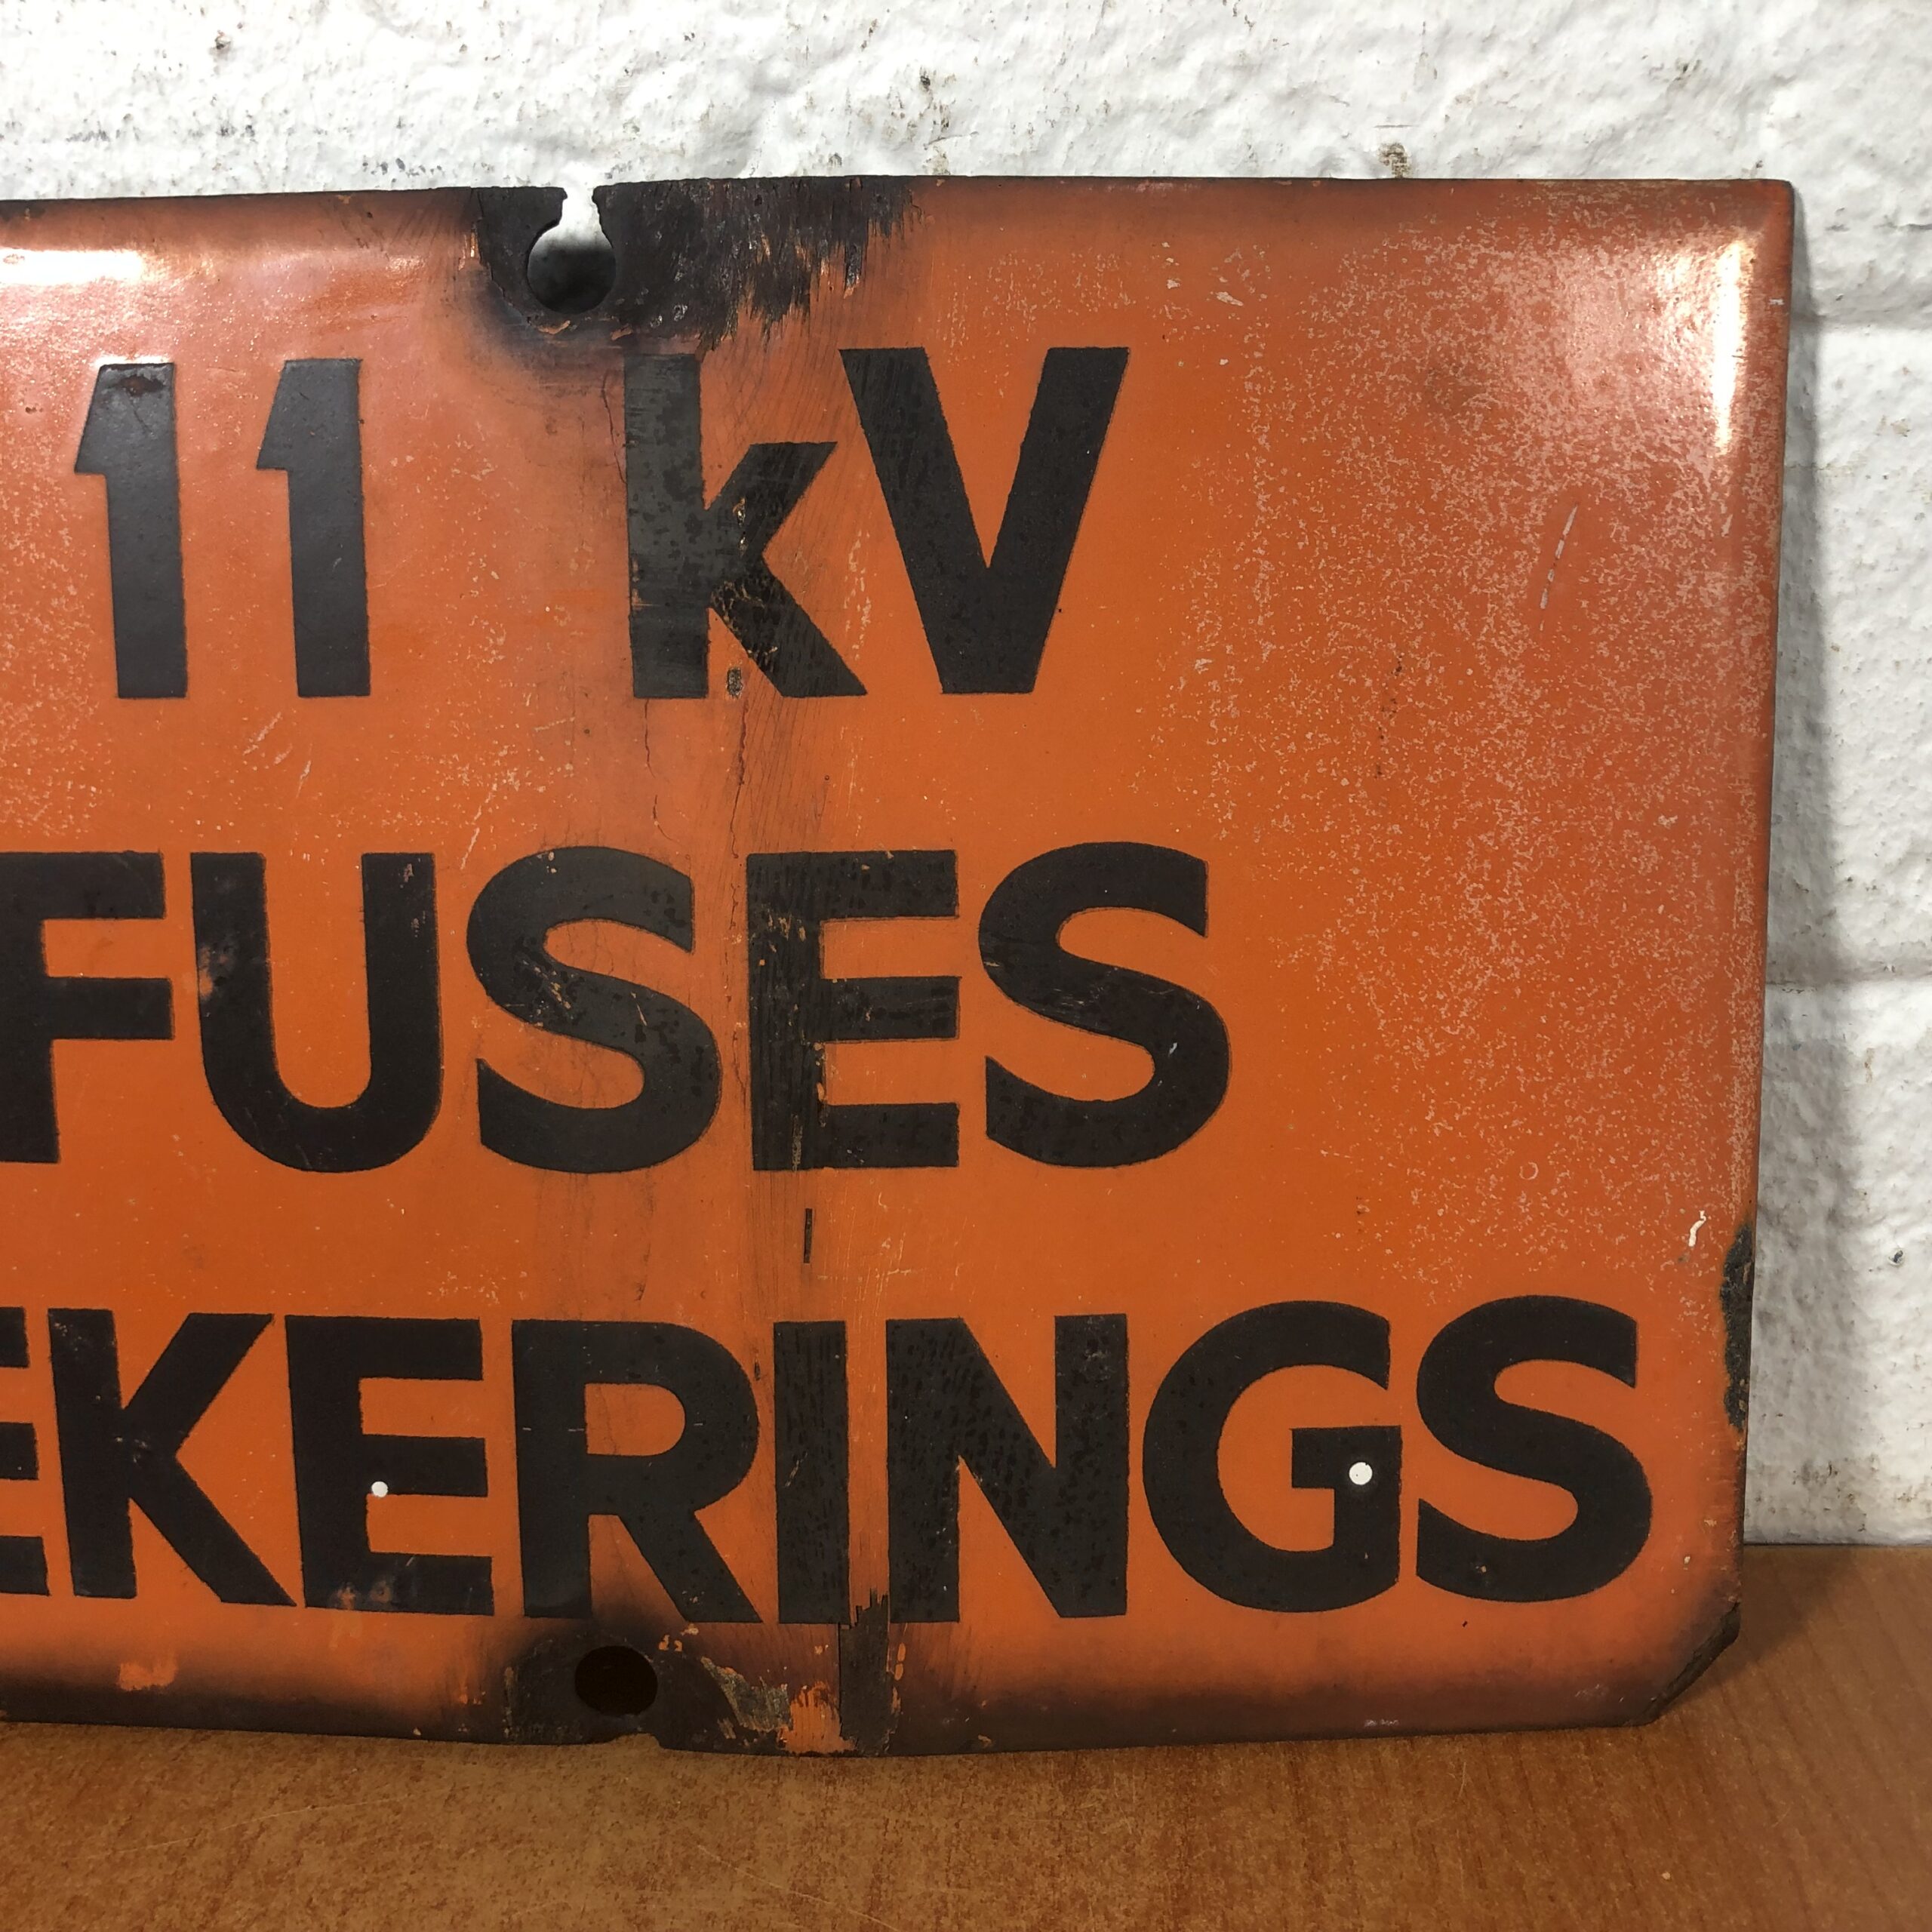 11 kV
FUSES
EKERINGS